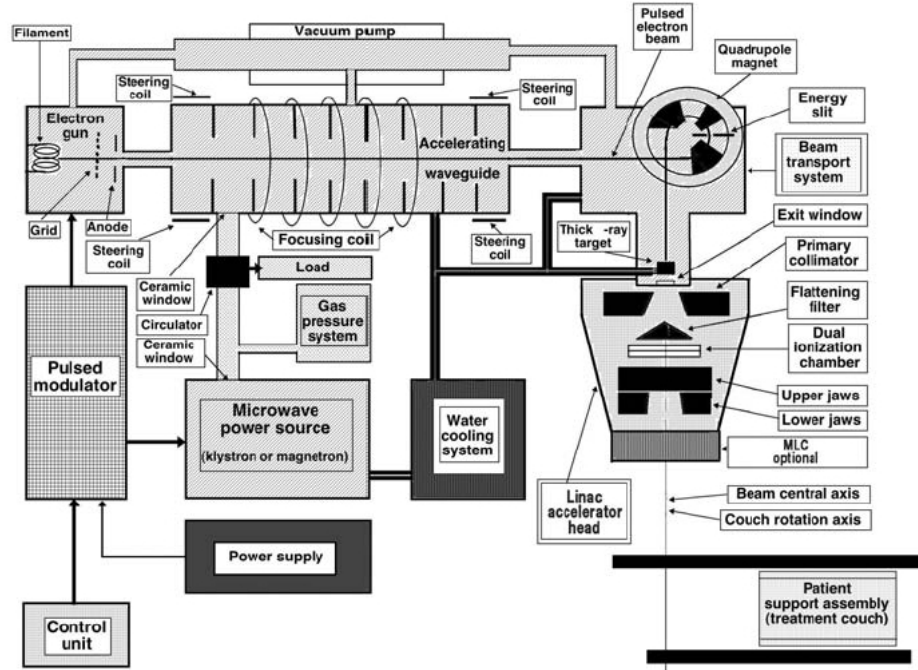 Filament
Vacuum pump
Pulsed
electron
beam
Quadrupole
magnet
Steering
coil
Steering
coil
Energy
slit
Electron
gun
Accelerating
waveguide
Beam
transport
system
Grid
Anode
Steering
coil
Focusing coil
Steering
coil
Thick -ray
target
Exit window
Primary
collimator
Ceramic
window
Load
Circulator
Gas
pressure
system
Flattening
filter
Ceramic
window
Dual
ionization
chamber
Pulsed
modulator
Microwave
power source
(klystron or magnetron)
Water
cooling
system
Upper jaws
Lower jaws
MLC
optional
Linac
accelerator
head
Beam central axis
Couch rotation axis
Power supply
Control
unit
Patient
support assembly
(treatment couch)